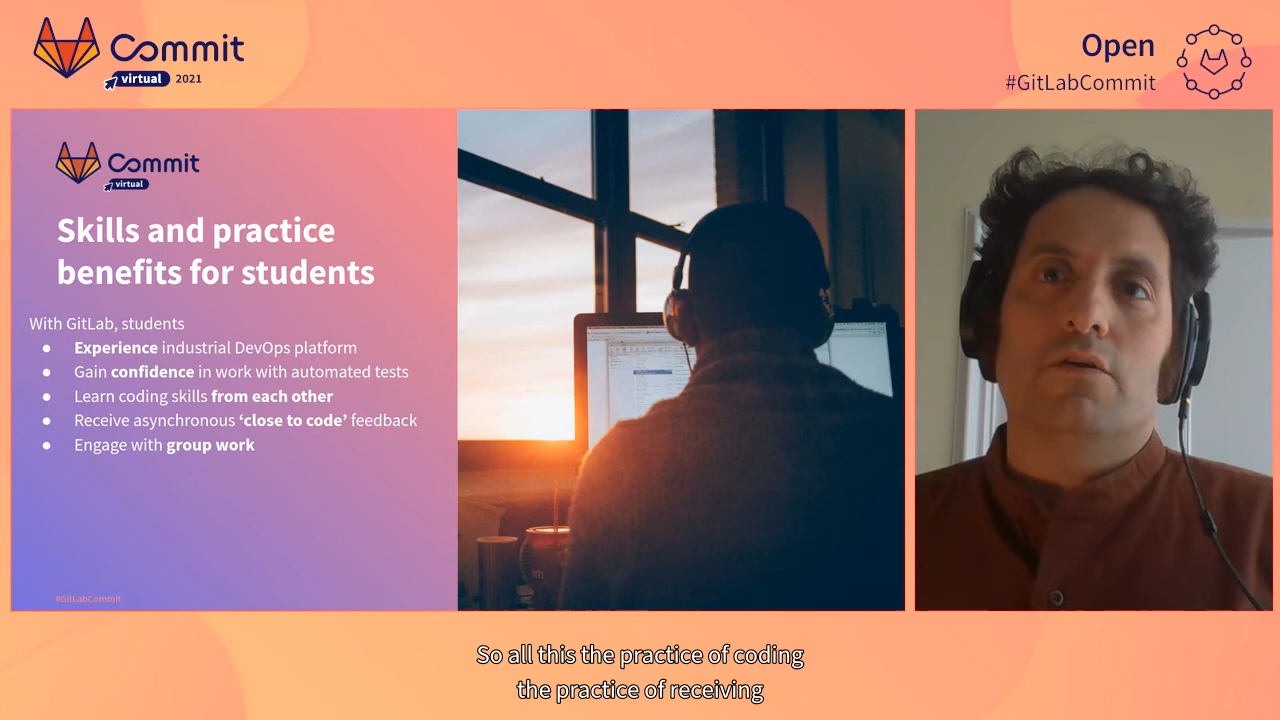 Commit
virtual 2021
Open
#GitLabCommit
Commit
virtual
Skills and practice
benefits for students
With GitLab, students
● Experience industrial DevOps platform
● Gain confidence in work with automated tests
● Learn coding skills from each other
● Receive asynchronous ‘close to code’ feedback
● Engage with group work
#GitLabCommit
So all this the practice of coding
the practice of receiving